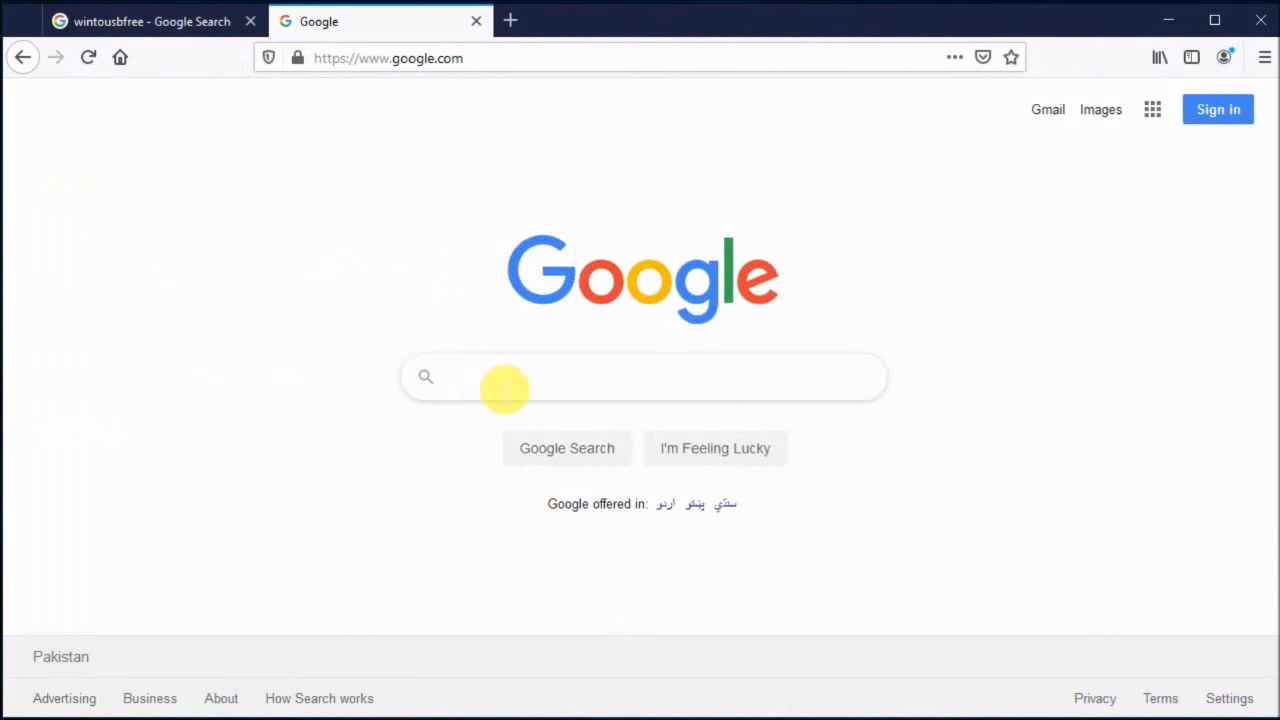 wintousbfree - Google Search
Google
https://www.google.com
Gmail Images Sign in
Google
Google Search I'm Feeling Lucky
Google offered in: اردو پښتو سنڌي
Pakistan
Advertising Business About How Search works Privacy Terms Settings